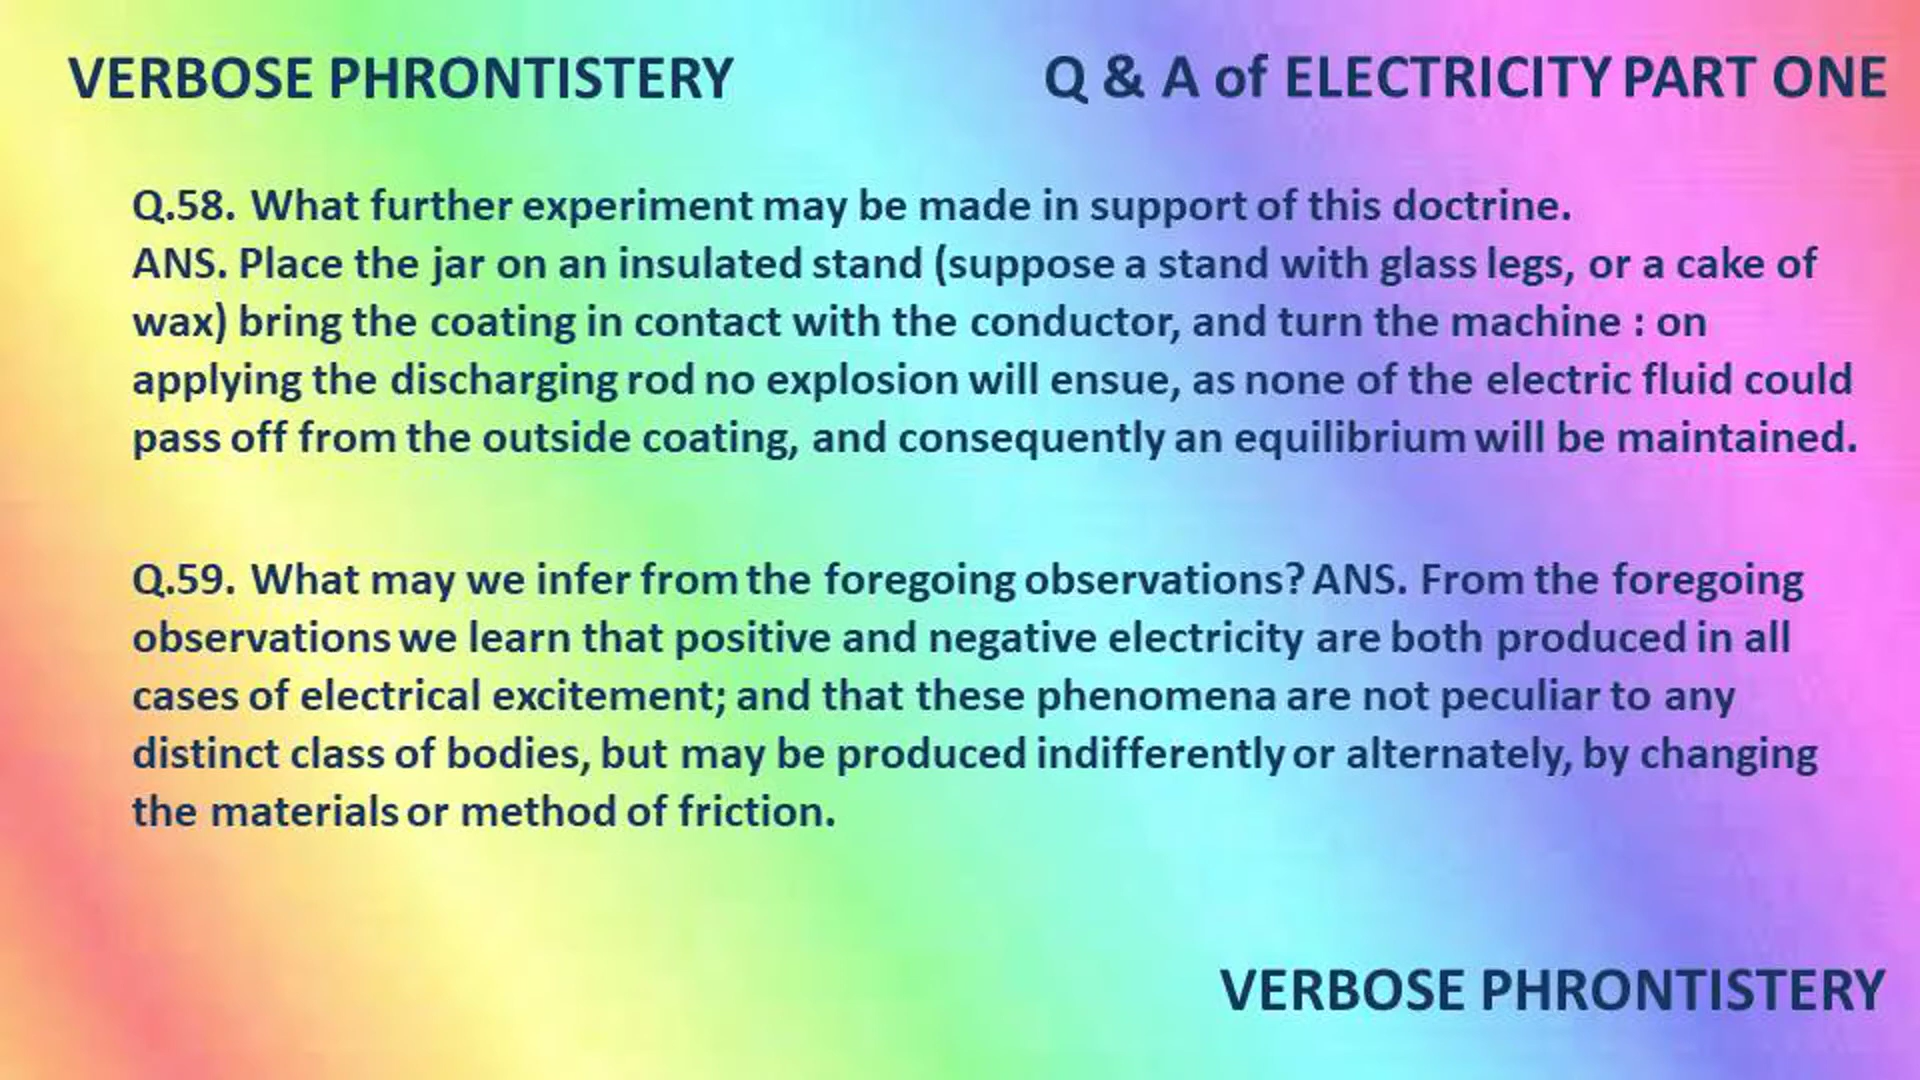 VERBOSE PHRONTISTERY
Q & A of ELECTRICITY PART ONE
Q.58. What further experiment may be made in support of this doctrine.
ANS. Place the jar on an insulated stand (suppose a stand with glass legs, or a cake of
wax) bring the coating in contact with the conductor, and turn the machine : on
applying the discharging rod no explosion will ensue, as none of the electric fluid could
pass off from the outside coating, and consequently an equilibrium will be maintained.
Q.59. What may we infer from the foregoing observations? ANS. From the foregoing
observations we learn that positive and negative electricity are both produced in all
cases of electrical excitement; and that these phenomena are not peculiar to any
distinct class of bodies, but may be produced indifferently or alternately, by changing
the materials or method of friction.
VERBOSE PHRONTISTERY